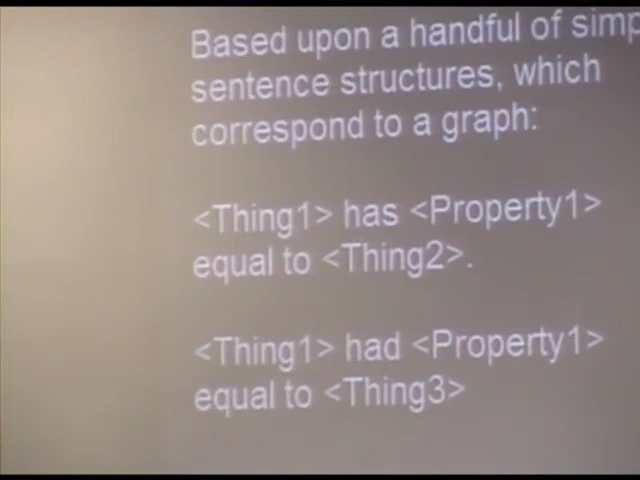 Based upon a handful of
sentence structures, which
correspond to a graph:
<Thing1> has <Property1>
equal to <Thing2>.
<Thing1> had <Property1>
equal to <Thing3>